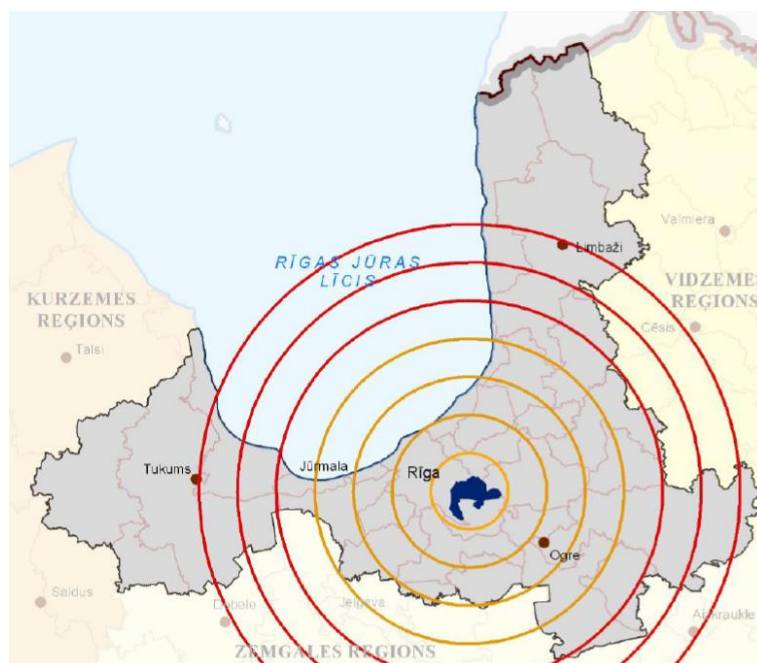 Valmiera
Limbaži
RĪGAS JŪRAS
LĪCIS
VIDZEMES
REĢIONS
KURZEMES
REĢIONS
Cēsis
Talsi
Jūrmala
Tukums
Rīga
Ogre
Saldus
Dobele
Jelgava
Aizkraukle
ZEMGALES REĢIONS